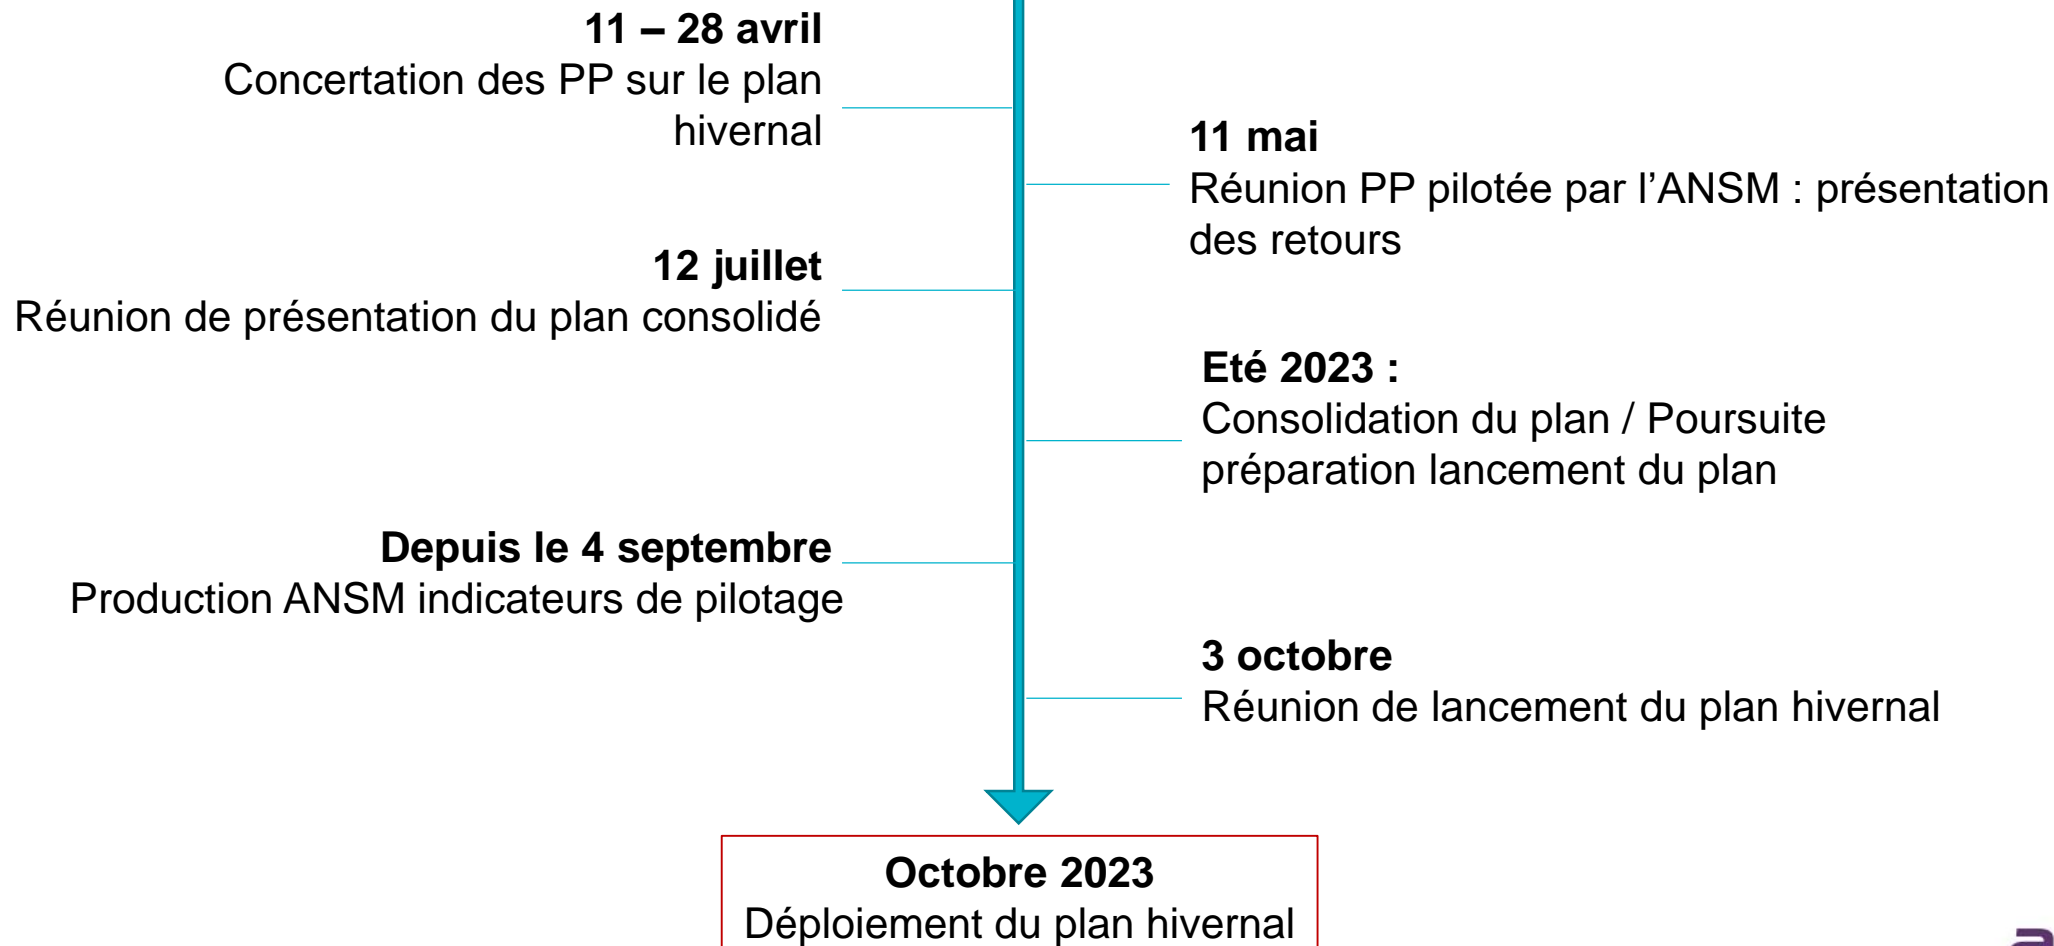 11 – 28 avril
Concertation des PP sur le plan
hivernal
11 mai
Réunion PP pilotée par l’ANSM : présentation
des retours
12 juillet
Réunion de présentation du plan consolidé
Eté 2023 :
Consolidation du plan / Poursuite
préparation lancement du plan
Depuis le 4 septembre
Production ANSM indicateurs de pilotage
3 octobre
Réunion de lancement du plan hivernal
Octobre 2023
Déploiement du plan hivernal